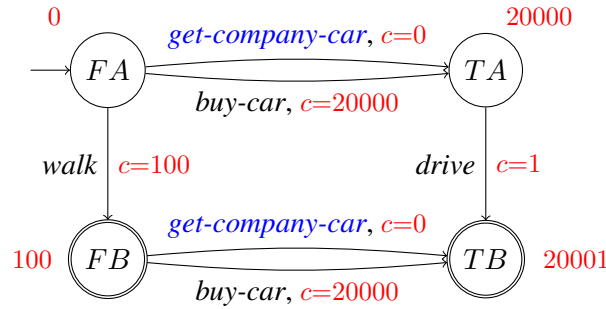 0
20000
get-company-car, c=0
FA
TA
buy-car, c=20000
walk c=100
drive c=1
get-company-car, c=0
100 FB
TB 20001
buy-car, c=20000